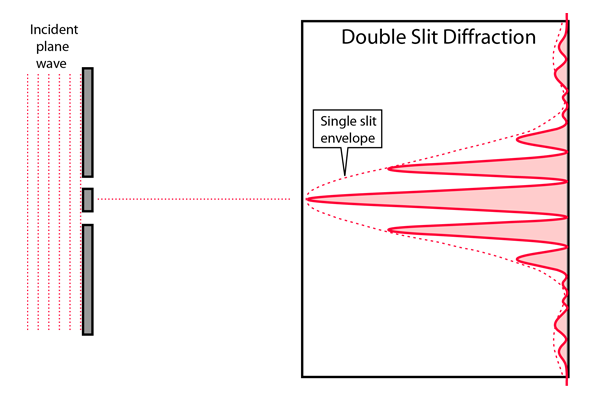 Incident
plane
wave
Double Slit Diffraction
Single slit
envelope